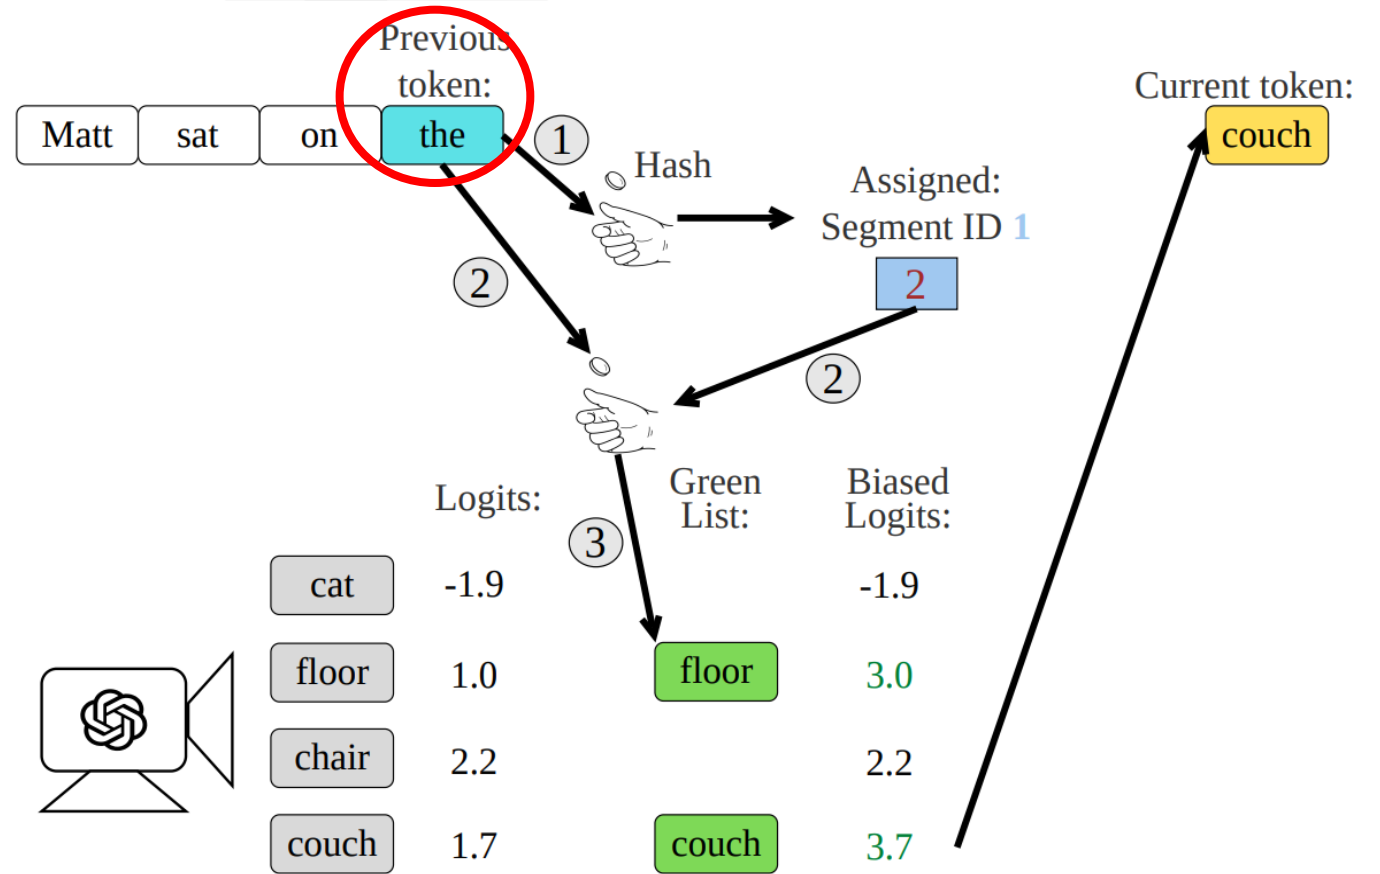 Previous
token:
Matt sat on the
1
Hash
Current token:
couch
Assigned:
Segment ID 1
2
2
2
Logits:
Green
List:
Biased
Logits:
3
cat -1.9 -1.9
floor 1.0 floor 3.0
chair 2.2 2.2
couch 1.7 couch 3.7